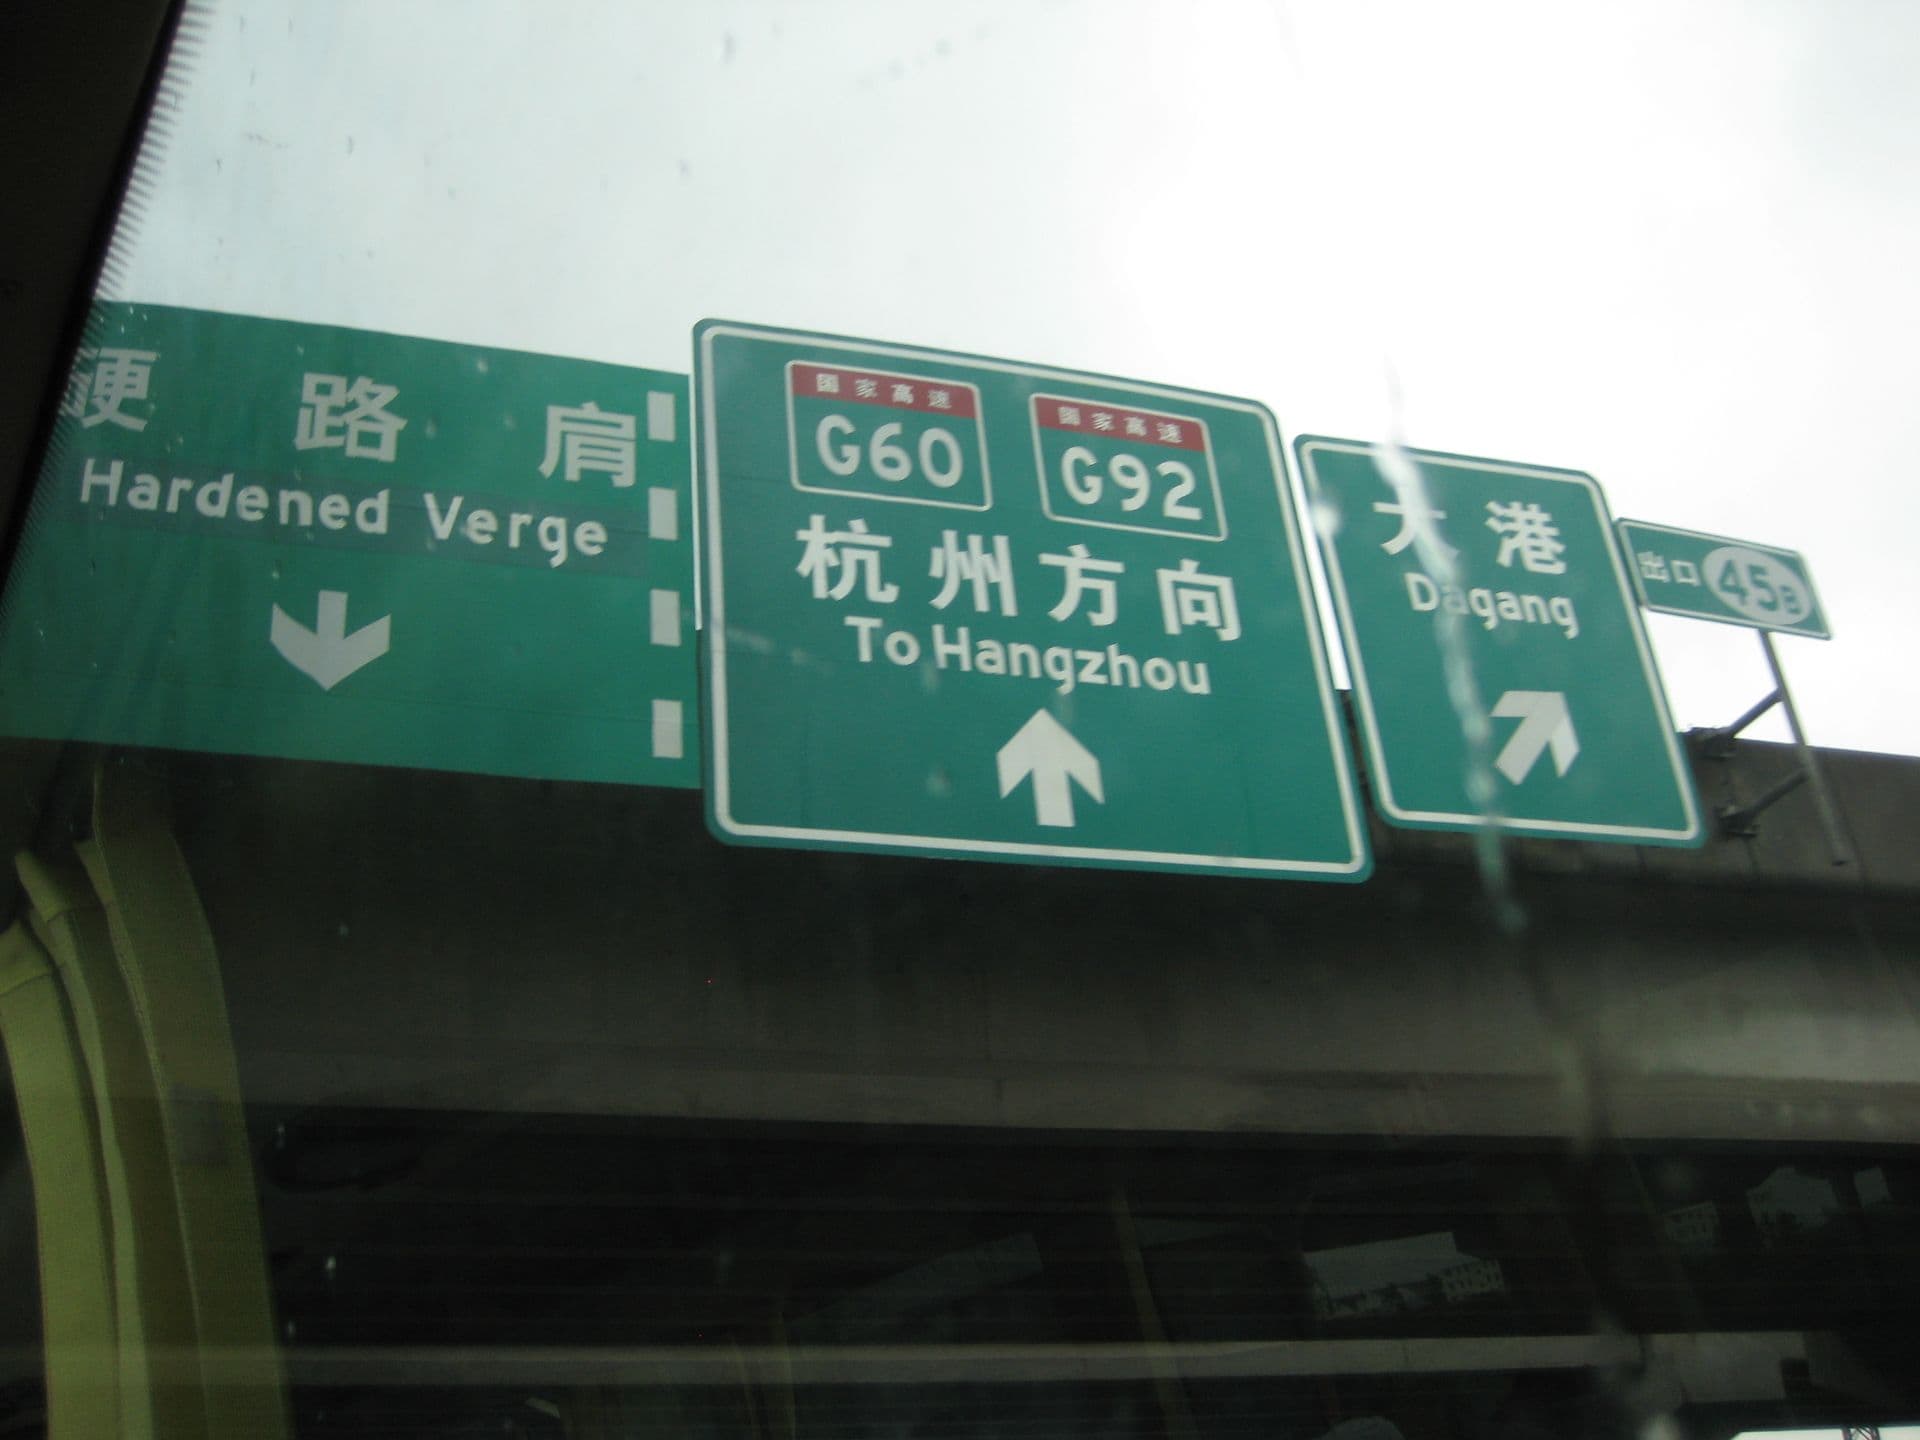 硬路肩
Hardened Verge
国家高速
G60
国家高速
G92
杭州方向
To Hangzhou
大港
Dagang
出口 45B